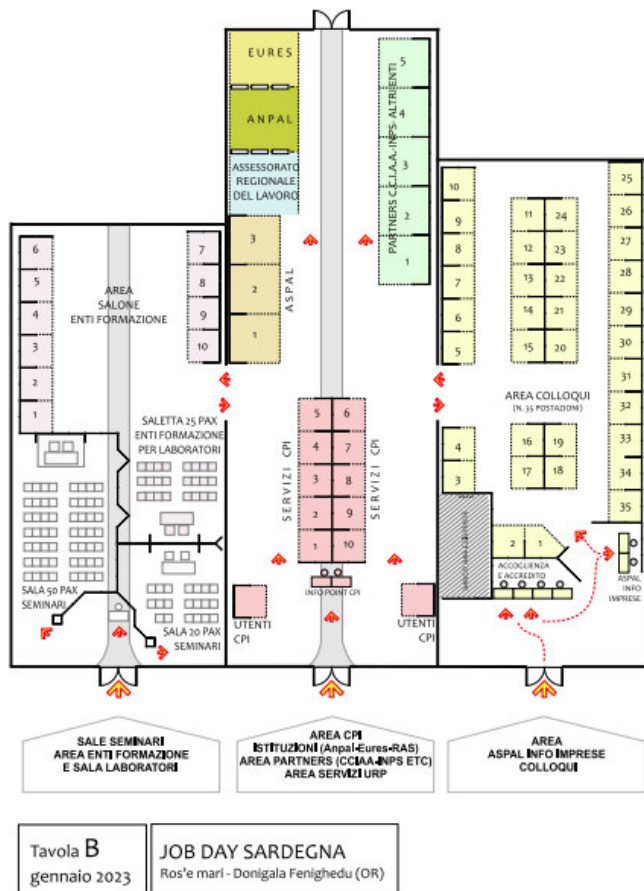 EURES
ANPAL
ASSESSORATO
REGIONALE
DEL LAVORO
3
2
1
ASPAL
5
4
3
2
1
PARTNERS C.C.I.A.A.-INPS- ALTRI ENTI
6
5
4
3
2
1
AREA
SALONE
ENTI FORMAZIONE
7
8
9
10
SALETTA 25 PAX
ENTI FORMAZIONE
PER LABORATORI
SALA 50 PAX
SEMINARI
SALA 20 PAX
SEMINARI
SERVIZI CPI
5 6
4 7
3 8
2 9
1 10
SERVIZI CPI
INFO POINT CPI
UTENTI
CPI
UTENTI
CPI
10
9
8
7
6
5
4
3
11 24
12 23
13 22
14 21
15 20
AREA COLLOQUI
(N. 35 POSTAZIONI)
16 19
17 18
25
26
27
28
29
30
31
32
33
34
35
2 1
ACCOGLIENZA
E ACCREDITO
ASPAL
INFO
IMPRESE
SALE SEMINARI
AREA ENTI FORMAZIONE
E SALA LABORATORI
AREA CPI
ISTITUZIONI (Anpal-Eures-RAS)
AREA PARTNERS (CCIAA-INPS ETC)
AREA SERVIZI URP
AREA
ASPAL INFO IMPRESE
COLLOQUI
Tavola B
gennaio 2023
JOB DAY SARDEGNA
Ros'e mari - Donigala Fenighedu (OR)